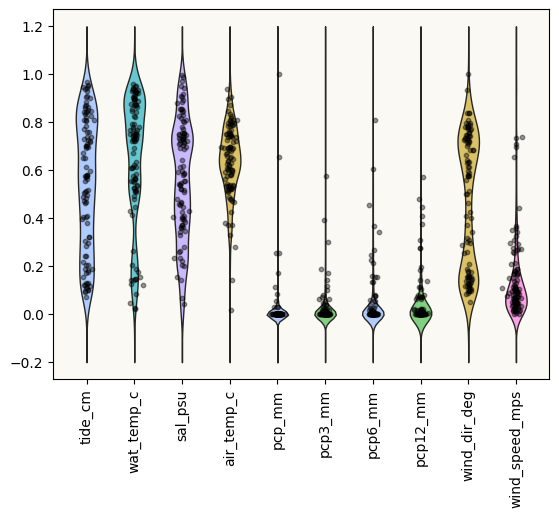 1.2
1.0
0.8
0.6
0.4
0.2
0.0
−0.2
tide_cm
wat_temp_c
sal_psu
air_temp_c
pcp_mm
pcp3_mm
pcp6_mm
pcp12_mm
wind_dir_deg
wind_speed_mps